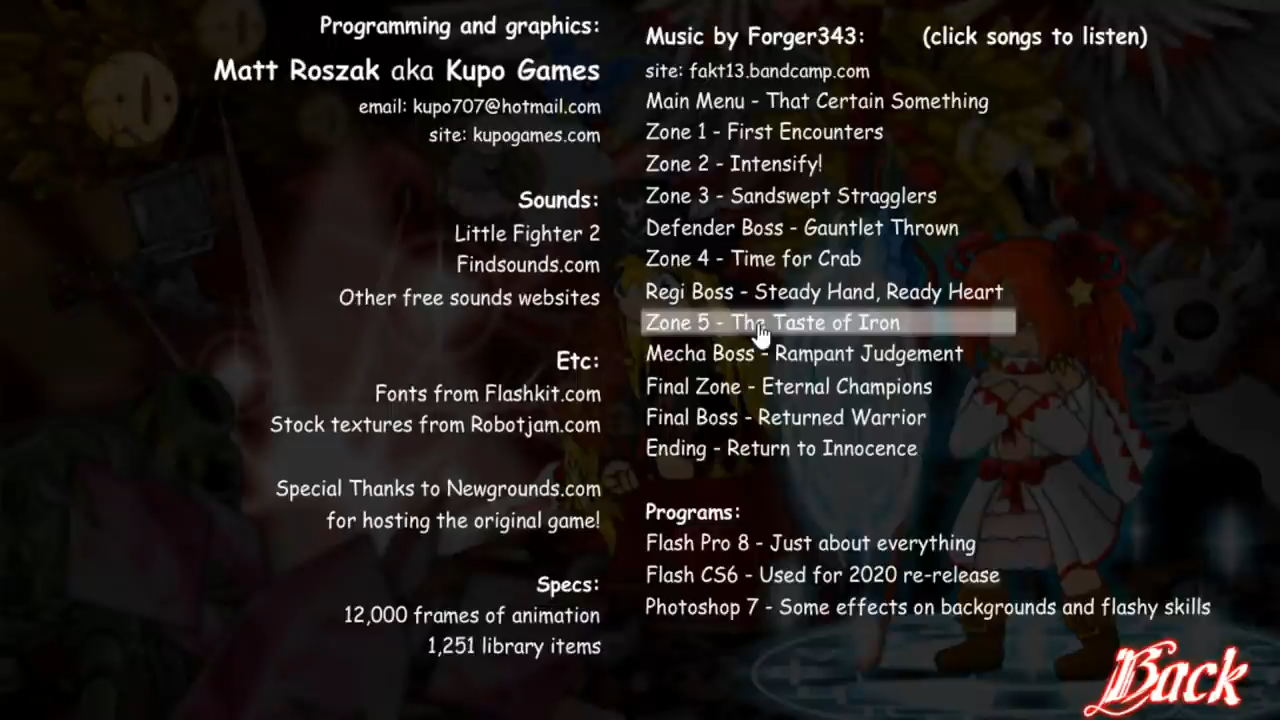 Programming and graphics:
Matt Roszak aka Kupo Games
email: kupo707@hotmail.com
site: kupogames.com
Sounds:
Little Fighter 2
Findsounds.com
Other free sounds websites
Etc:
Fonts from Flashkit.com
Stock textures from Robotjam.com
Special Thanks to Newgrounds.com
for hosting the original game!
Specs:
12,000 frames of animation
1,251 library items
Music by Forger343: (click songs to listen)
site: fakt13.bandcamp.com
Main Menu - That Certain Something
Zone 1 - First Encounters
Zone 2 - Intensify!
Zone 3 - Sandswept Stragglers
Defender Boss - Gauntlet Thrown
Zone 4 - Time for Crab
Regi Boss - Steady Hand, Ready Heart
Zone 5 - The Taste of Iron
Mecha Boss - Rampant Judgement
Final Zone - Eternal Champions
Final Boss - Returned Warrior
Ending - Return to Innocence
Programs:
Flash Pro 8 - Just about everything
Flash CS6 - Used for 2020 re-release
Photoshop 7 - Some effects on backgrounds and flashy skills
Back